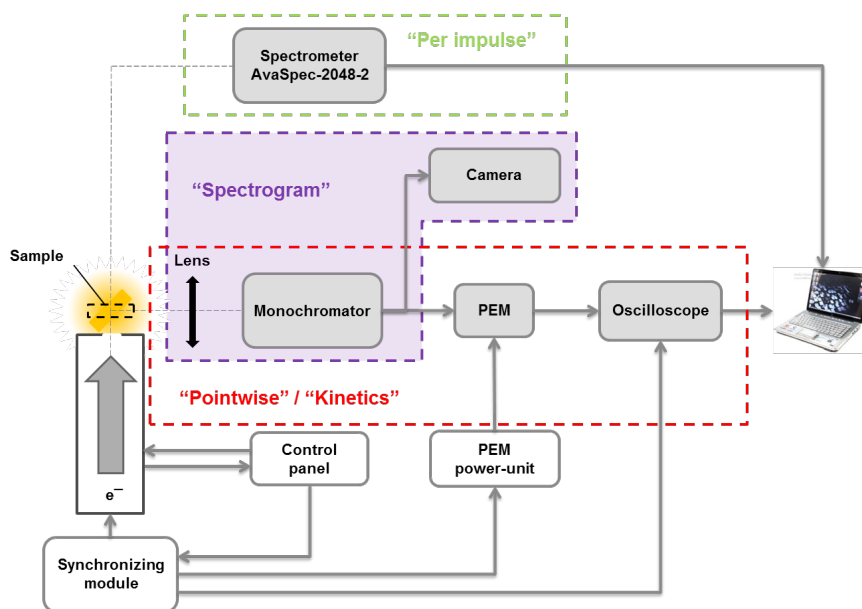 “Per impulse”
Spectrometer
AvaSpec-2048-2
Camera
“Spectrogram”
Sample
Lens
Monochromator
PEM
Oscilloscope
“Pointwise” / “Kinetics”
Control
panel
PEM
power-unit
e—
Synchronizing
module